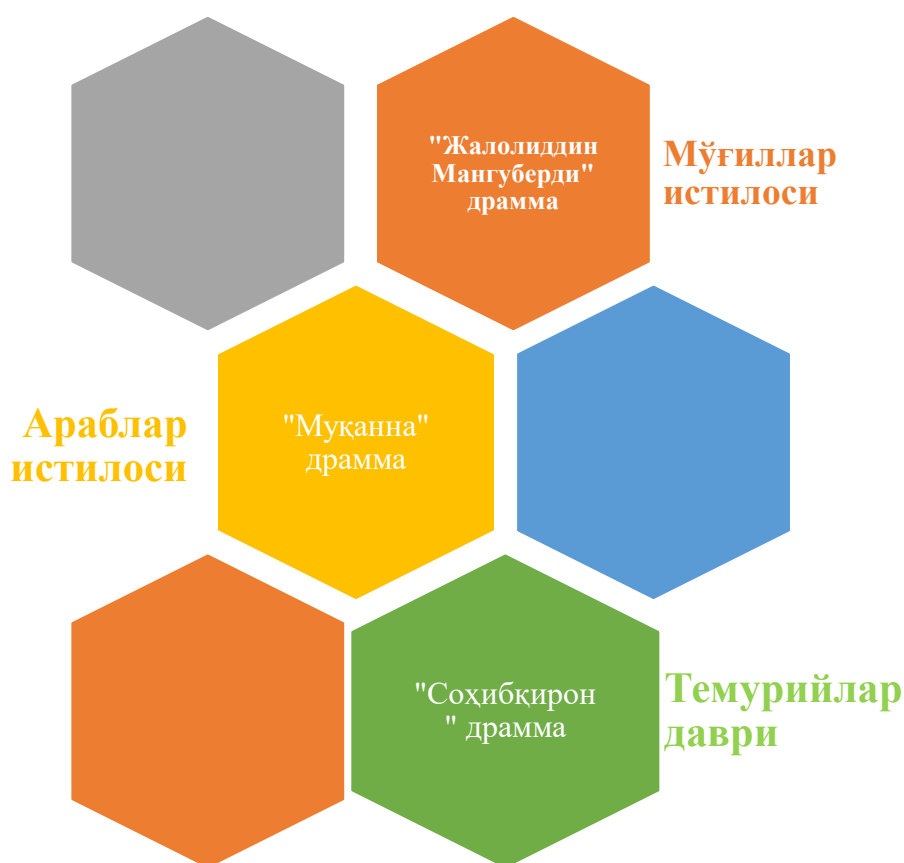 "Жалолиддин
Мангуберди"
драмма
Мўғиллар
истилоси
Араблар
истилоси
"Муқанна"
драмма
"Соҳибқирон
" драмма
Темурийлар
даври